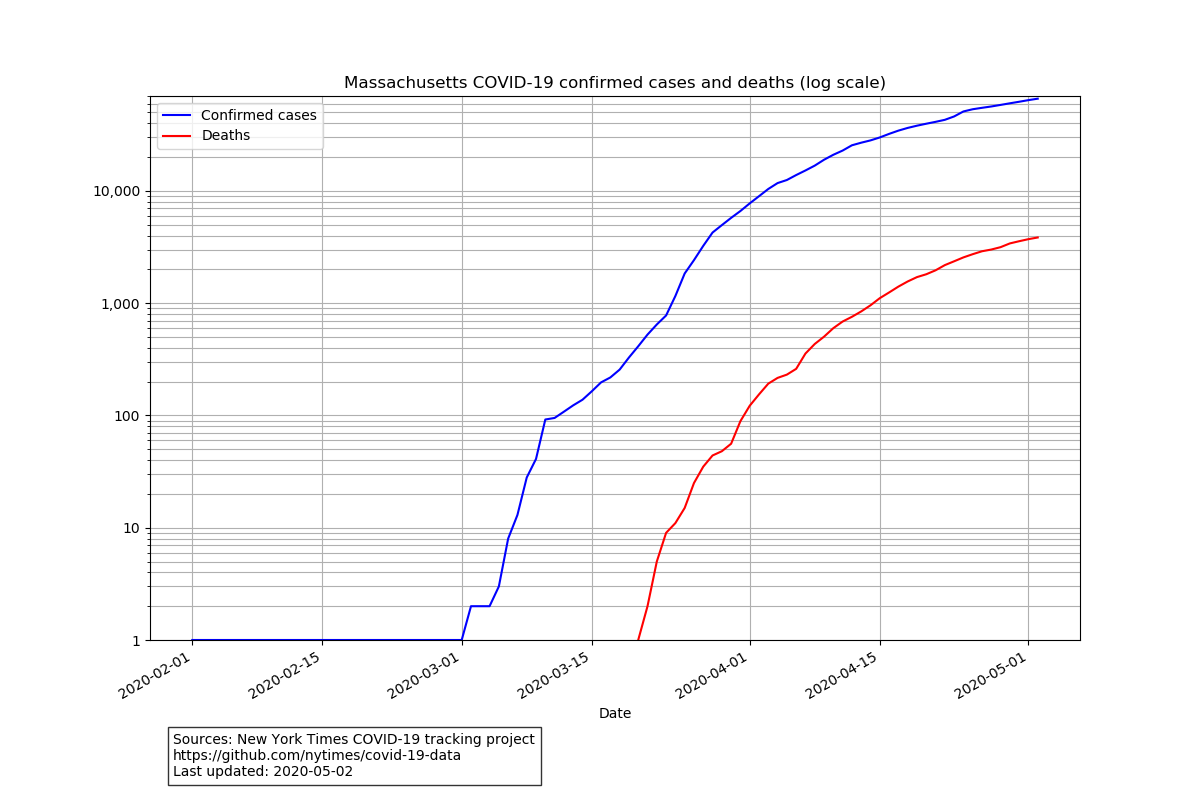 Massachusetts COVID-19 confirmed cases and deaths (log scale)
Confirmed cases
Deaths
10,000
1,000
100
10
1
2020-02-01
2020-02-15
2020-03-01
2020-03-15
2020-04-01
2020-04-15
2020-05-01
Date
Sources: New York Times COVID-19 tracking project
https://github.com/nytimes/covid-19-data
Last updated: 2020-05-02